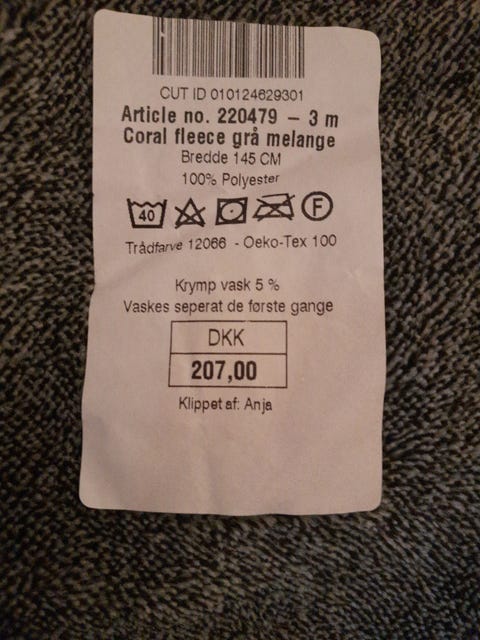 CUT ID 010124629301
Article no. 220479 - 3 m
Coral fleece grå melange
Bredde 145 CM
100% Polyester
40 F
Trådfarve 12066 - Oeko-Tex 100
Krymp vask 5 %
Vaskes seperat de første gange
DKK
207,00
Klippet af: Anja